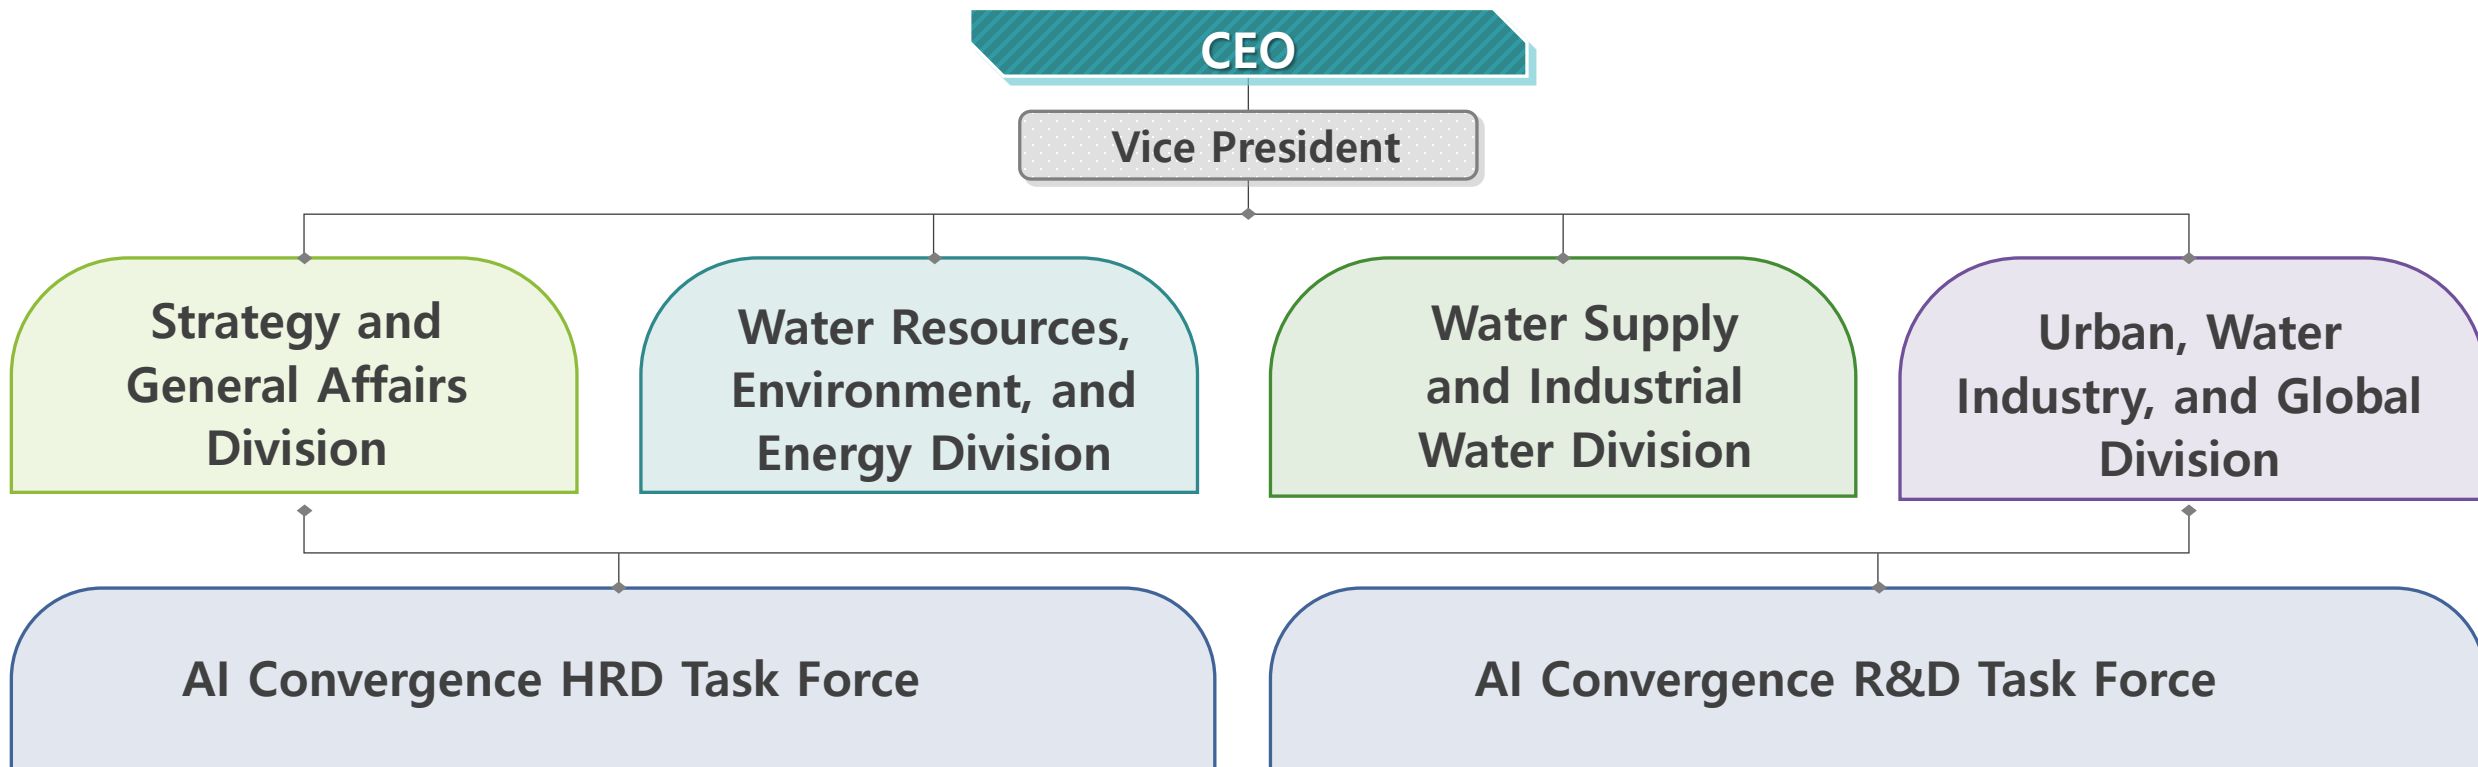 CEO
Vice President
Strategy and
General Affairs
Division
Water Resources,
Environment, and
Energy Division
Water Supply
and Industrial
Water Division
Urban, Water
Industry, and Global
Division
AI Convergence HRD Task Force
AI Convergence R&D Task Force